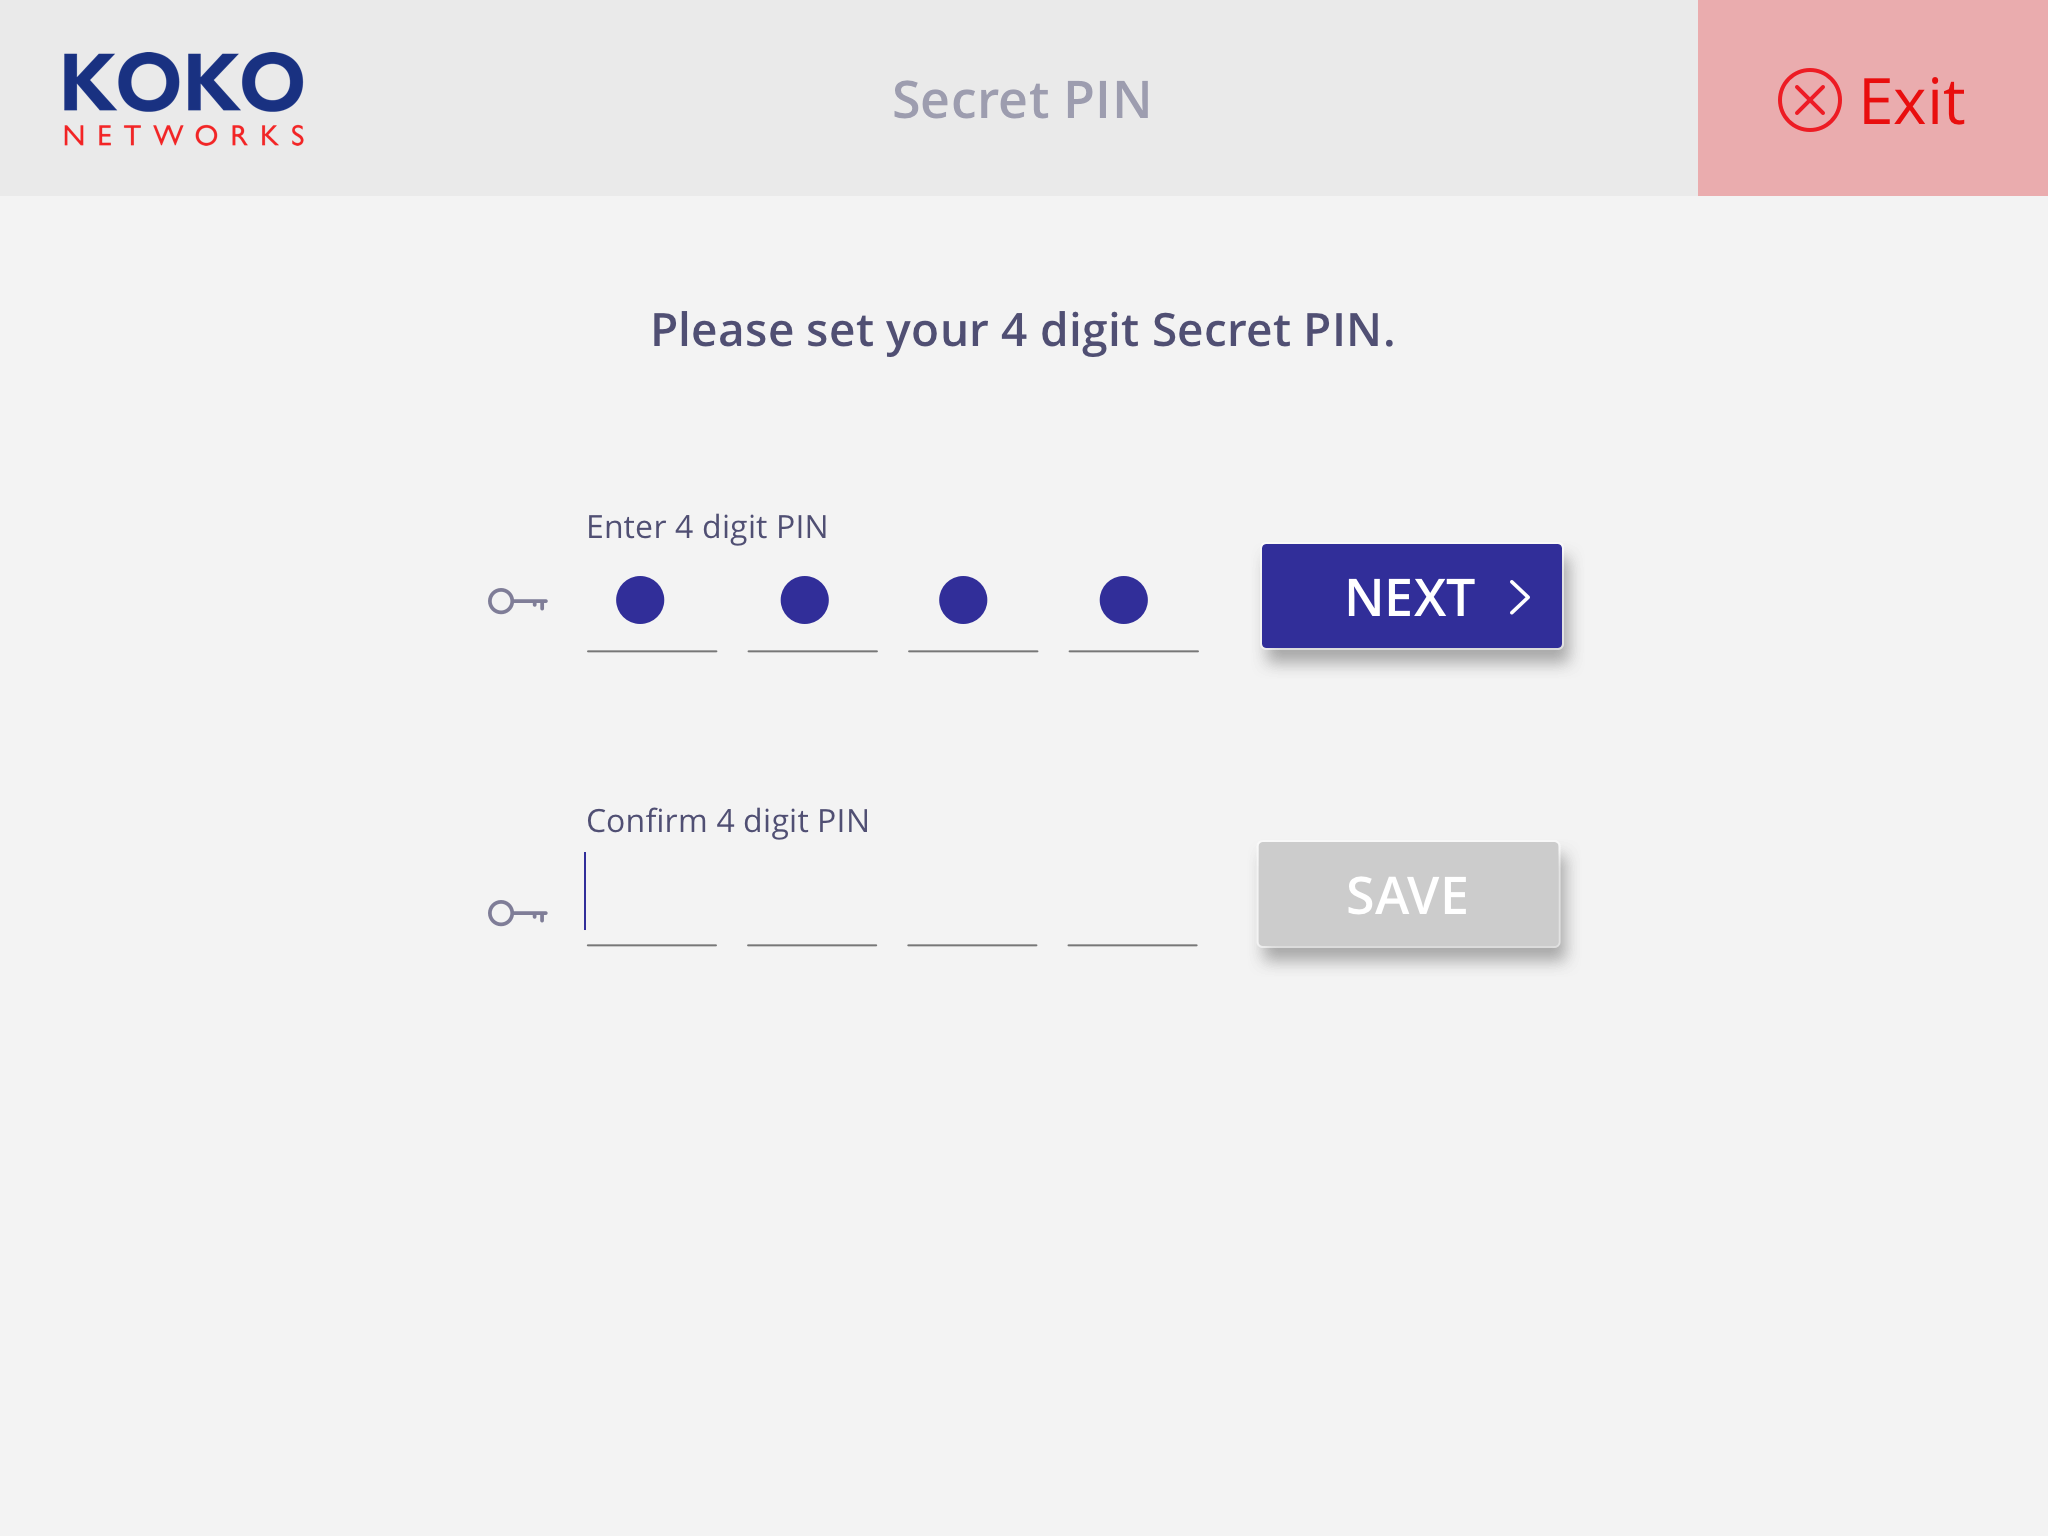 KOKO
NETWORKS
Secret PIN
Exit
Please set your 4 digit Secret PIN.
Enter 4 digit PIN
NEXT
Confirm 4 digit PIN
SAVE